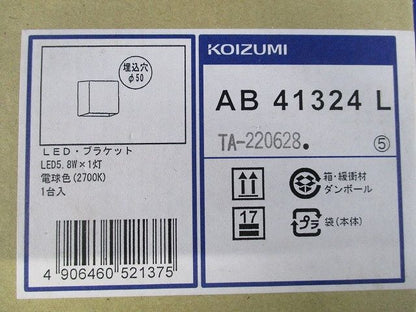 埋込穴
φ50
LED・ブラケット
LED5.8W×1灯
電球色(2700K)
1台入
4 906460 521375
KOIZUMI
AB 41324 L
TA-220628.
⑤
箱・緩衝材
ダンボール
17
プラ
袋(本体)